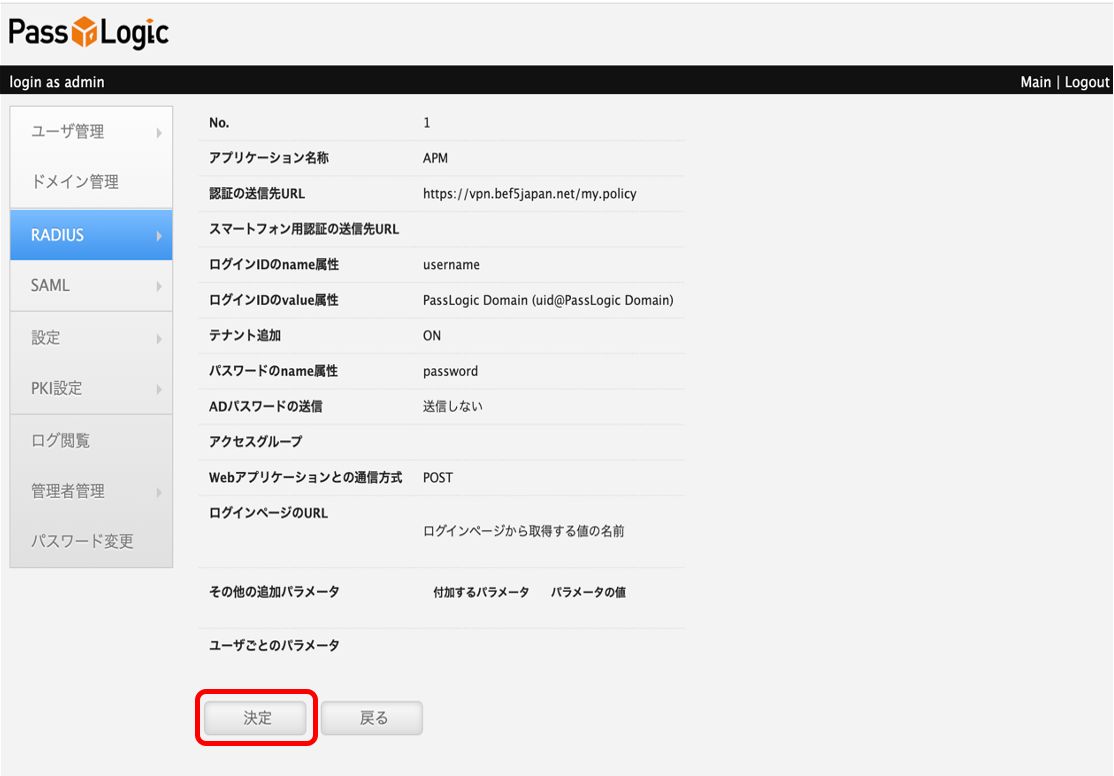 PassLogic
login as admin
Main | Logout
ユーザ管理
ドメイン管理
RADIUS
SAML
設定
PKI設定
ログ閲覧
管理者管理
パスワード変更
No. 1
アプリケーション名称 APM
認証の送信先URL https://vpn.bef5japan.net/my.policy
スマートフォン用認証の送信先URL
ログインIDのname属性 username
ログインIDのvalue属性 PassLogic Domain (uid@PassLogic Domain)
テナント追加 ON
パスワードのname属性 password
ADパスワードの送信 送信しない
アクセスグループ
Webアプリケーションとの通信方式 POST
ログインページのURL
ログインページから取得する値の名前
その他の追加パラメータ 付加するパラメータ パラメータの値
ユーザごとのパラメータ
決定 戻る